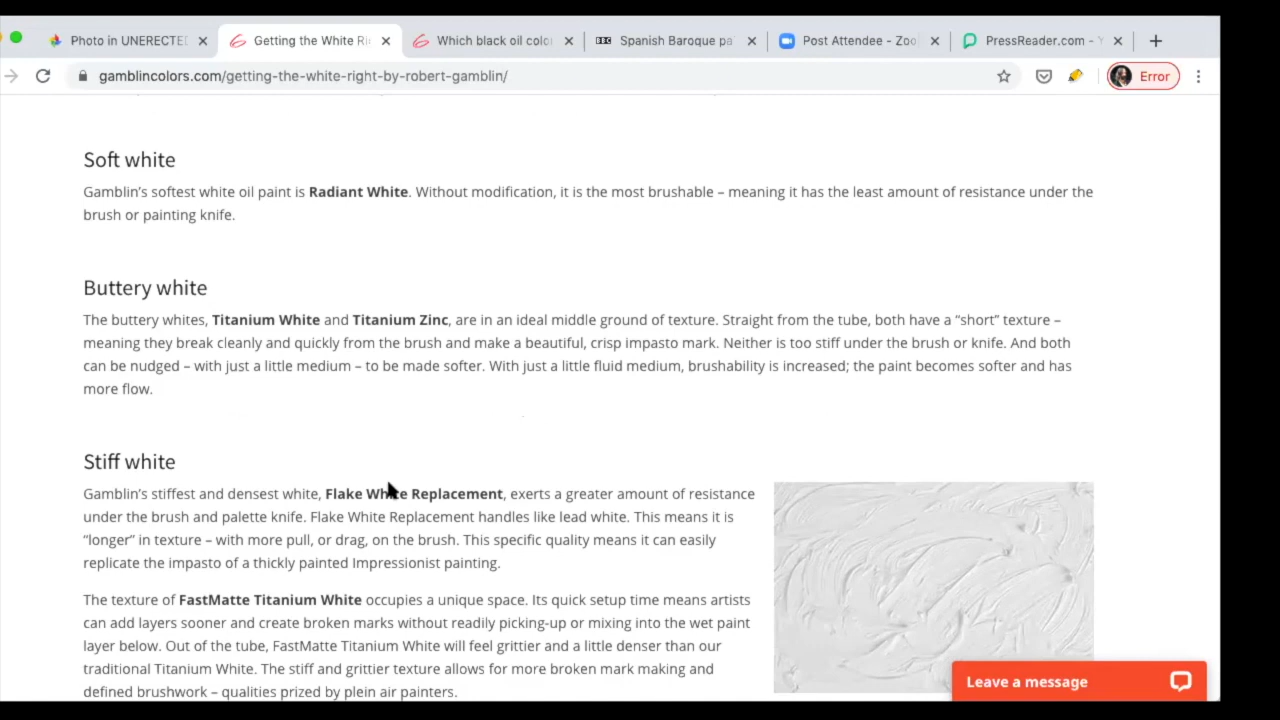 Photo in UNERECTED
Getting the White Ri
Which black oil colo
BBC Spanish Baroque pa
Post Attendee - Zoo
PressReader.com - Y
gamblincolors.com/getting-the-white-right-by-robert-gamblin/
Error
Soft white
Gamblin's softest white oil paint is Radiant White. Without modification, it is the most brushable – meaning it has the least amount of resistance under the
brush or painting knife.
Buttery white
The buttery whites, Titanium White and Titanium Zinc, are in an ideal middle ground of texture. Straight from the tube, both have a “short” texture –
meaning they break cleanly and quickly from the brush and make a beautiful, crisp impasto mark. Neither is too stiff under the brush or knife. And both
can be nudged – with just a little medium – to be made softer. With just a little fluid medium, brushability is increased; the paint becomes softer and has
more flow.
Stiff white
Gamblin's stiffest and densest white, Flake White Replacement, exerts a greater amount of resistance
under the brush and palette knife. Flake White Replacement handles like lead white. This means it is
“longer” in texture – with more pull, or drag, on the brush. This specific quality means it can easily
replicate the impasto of a thickly painted Impressionist painting.
The texture of FastMatte Titanium White occupies a unique space. Its quick setup time means artists
can add layers sooner and create broken marks without readily picking-up or mixing into the wet paint
layer below. Out of the tube, FastMatte Titanium White will feel grittier and a little denser than our
traditional Titanium White. The stiff and grittier texture allows for more broken mark making and
defined brushwork – qualities prized by plein air painters.
Leave a message